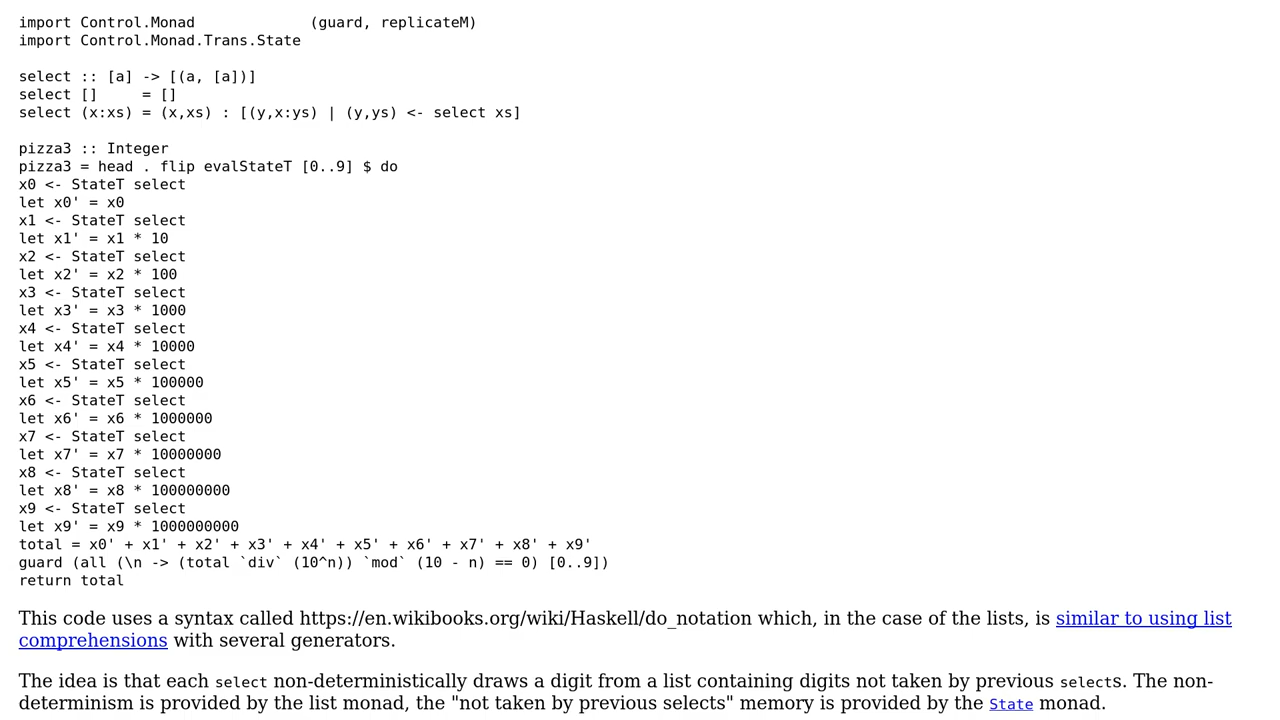 import Control.Monad             (guard, replicateM)
import Control.Monad.Trans.State
select :: [a] -> [(a, [a])]
select []     = []
select (x:xs) = (x,xs) : [(y,x:ys) | (y,ys) <- select xs]
pizza3 :: Integer
pizza3 = head . flip evalStateT [0..9] $ do
x0 <- StateT select
let x0' = x0
x1 <- StateT select
let x1' = x1 * 10
x2 <- StateT select
let x2' = x2 * 100
x3 <- StateT select
let x3' = x3 * 1000
x4 <- StateT select
let x4' = x4 * 10000
x5 <- StateT select
let x5' = x5 * 100000
x6 <- StateT select
let x6' = x6 * 1000000
x7 <- StateT select
let x7' = x7 * 10000000
x8 <- StateT select
let x8' = x8 * 100000000
x9 <- StateT select
let x9' = x9 * 1000000000
total = x0' + x1' + x2' + x3' + x4' + x5' + x6' + x7' + x8' + x9'
guard (all (\n -> (total `div` (10^n)) `mod` (10 - n) == 0) [0..9])
return total
This code uses a syntax called https://en.wikibooks.org/wiki/Haskell/do_notation which, in the case of the lists, is similar to using list
comprehensions with several generators.
The idea is that each select non-deterministically draws a digit from a list containing digits not taken by previous selects. The non-
determinism is provided by the list monad, the "not taken by previous selects" memory is provided by the State monad.